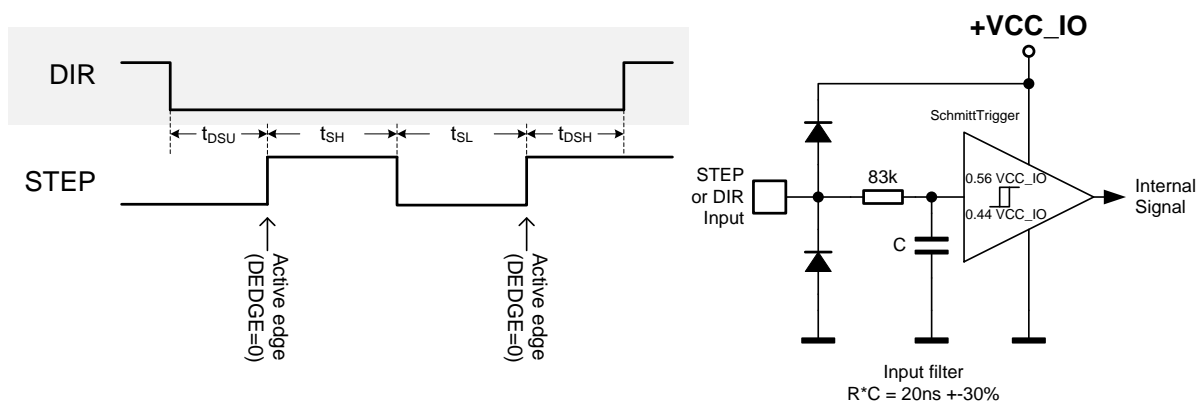 DIR
tDSU
tSH
tSL
tDSH
STEP
Active edge
(DEDGE=0)
Active edge
(DEDGE=0)
+VCC_IO
SchmittTrigger
83k
STEP
or DIR
Input
0.56 VCC_IO
0.44 VCC_IO
Internal
Signal
C
Input filter
R*C = 20ns +-30%